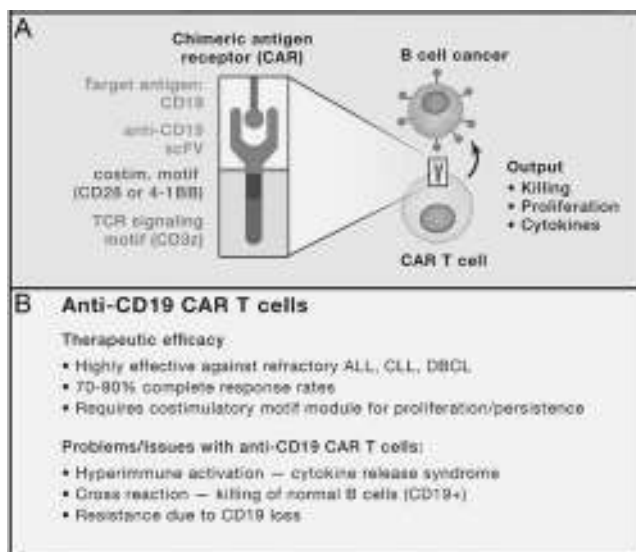 A
Chimeric antigen
receptor (CAR)
Target antigen:
CD19
anti-CD19
scFV
costim. motif
(CD28 or 4-1BB)
TCR signaling
motif (CD3z)
B cell cancer
Output
• Killing
• Proliferation
• Cytokines
CAR T cell
B Anti-CD19 CAR T cells
Therapeutic efficacy
• Highly effective against refractory ALL, CLL, DBCL
• 70-90% complete response rates
• Requires costimulatory motif module for proliferation/persistence
Problems/Issues with anti-CD19 CAR T cells:
• Hyperimmune activation — cytokine release syndrome
• Cross reaction — killing of normal B cells (CD19+)
• Resistance due to CD19 loss